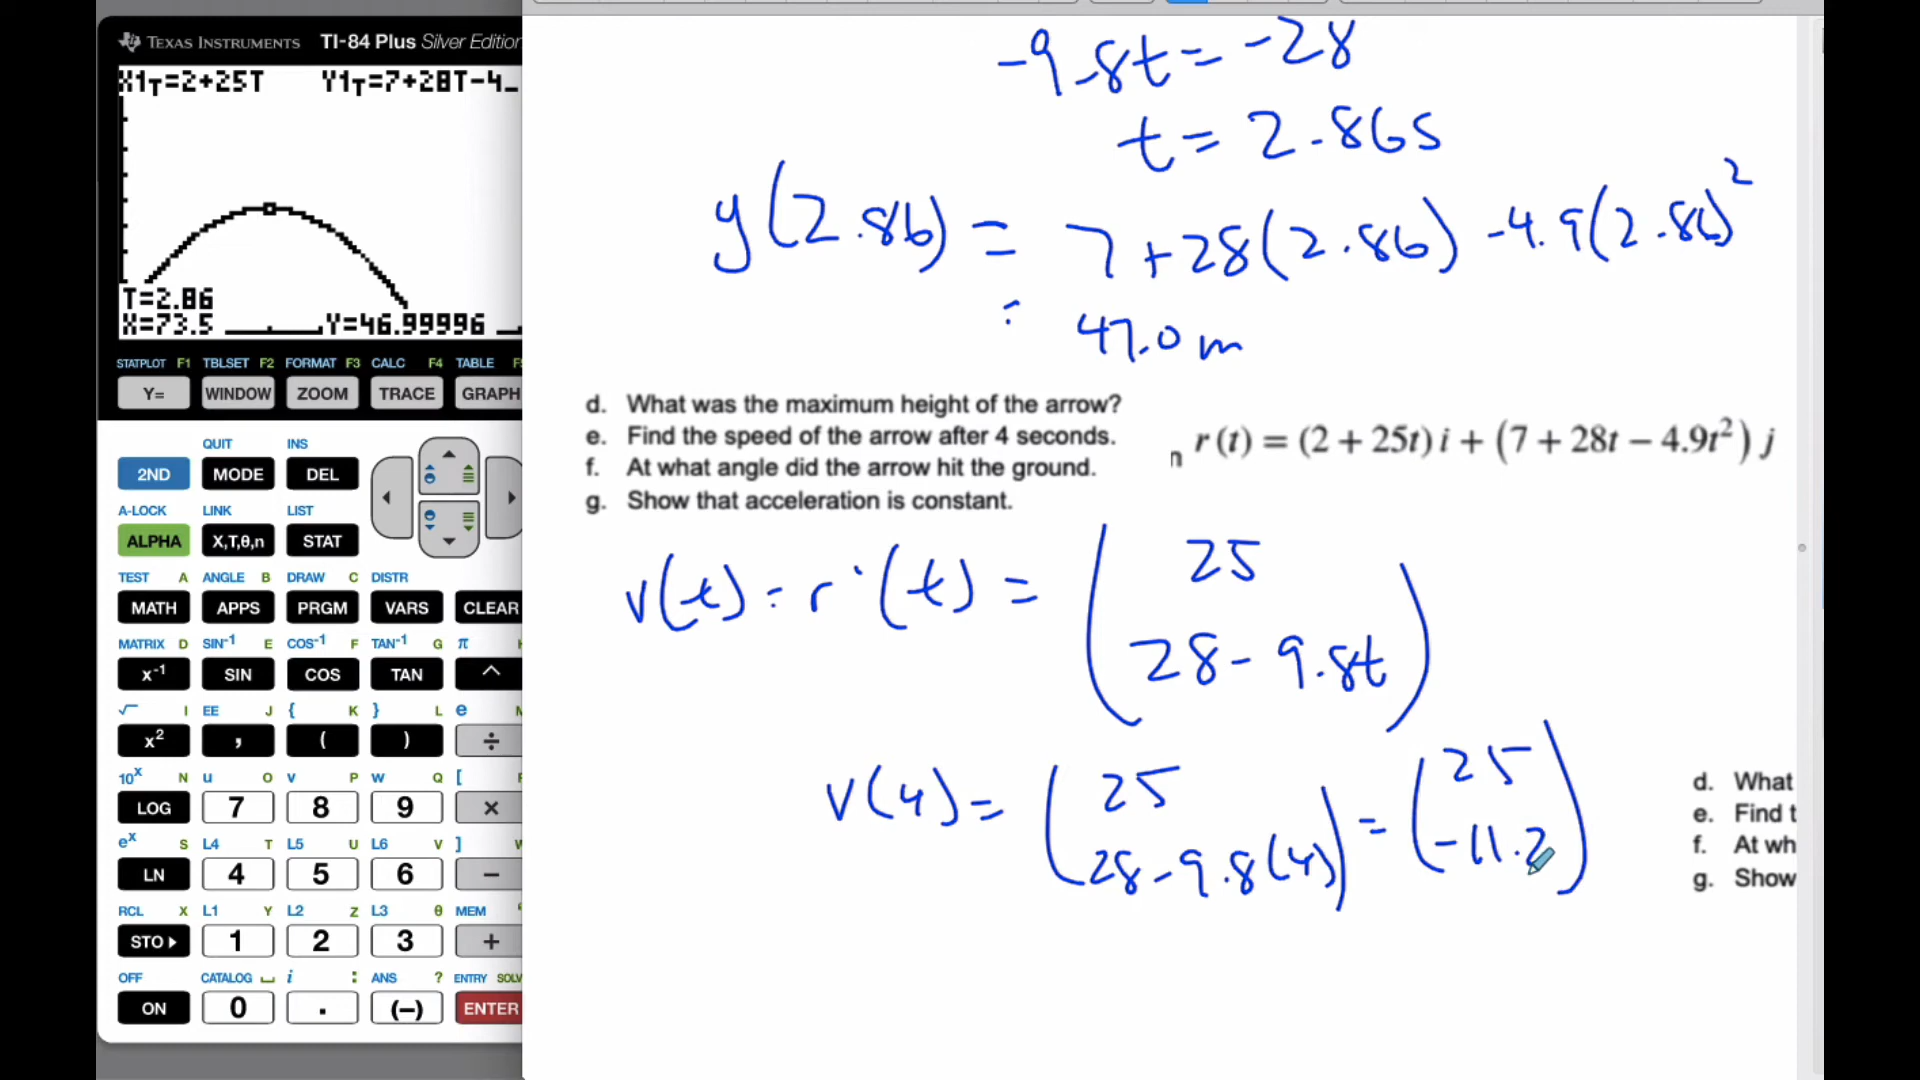 TEXAS INSTRUMENTS TI-84 Plus Silver Edition
X1T=2+25T Y1T=7+28T-4_
T=2.86
X=73.5 Y=46.99996
STATPLOT F1 TBLSET F2 FORMAT F3 CALC F4 TABLE
Y= WINDOW ZOOM TRACE GRAPH
QUIT INS
2ND MODE DEL
A-LOCK LINK LIST
ALPHA X,T,θ,n STAT
TEST A ANGLE B DRAW C DISTR
MATH APPS PRGM VARS CLEAR
MATRIX D SIN⁻¹ E COS⁻¹ F TAN⁻¹ G π
x⁻¹ SIN COS TAN ^
√ I EE J { K } L e
x² , ( ) ÷
10ˣ N u O v P w Q [
LOG 7 8 9 ×
eˣ S L4 T L5 U L6 V ]
LN 4 5 6 −
RCL X L1 Y L2 Z L3 θ MEM "
STO▸ 1 2 3 +
OFF CATALOG i : ANS ? ENTRY SOLV
ON 0 . (−) ENTER
-9.8t = -28
t = 2.86s
y(2.86) = 7+28(2.86) -4.9(2.86)²
= 47.0 m
d. What was the maximum height of the arrow?
e. Find the speed of the arrow after 4 seconds.
f. At what angle did the arrow hit the ground.
g. Show that acceleration is constant.
n r(t) = (2 + 25t) i + (7 + 28t − 4.9t²) j
v(t) = r'(t) = (25
28 - 9.8t)
v(4) = (25
28-9.8(4)) = (25
-11.2)
d. What
e. Find t
f. At wh
g. Show